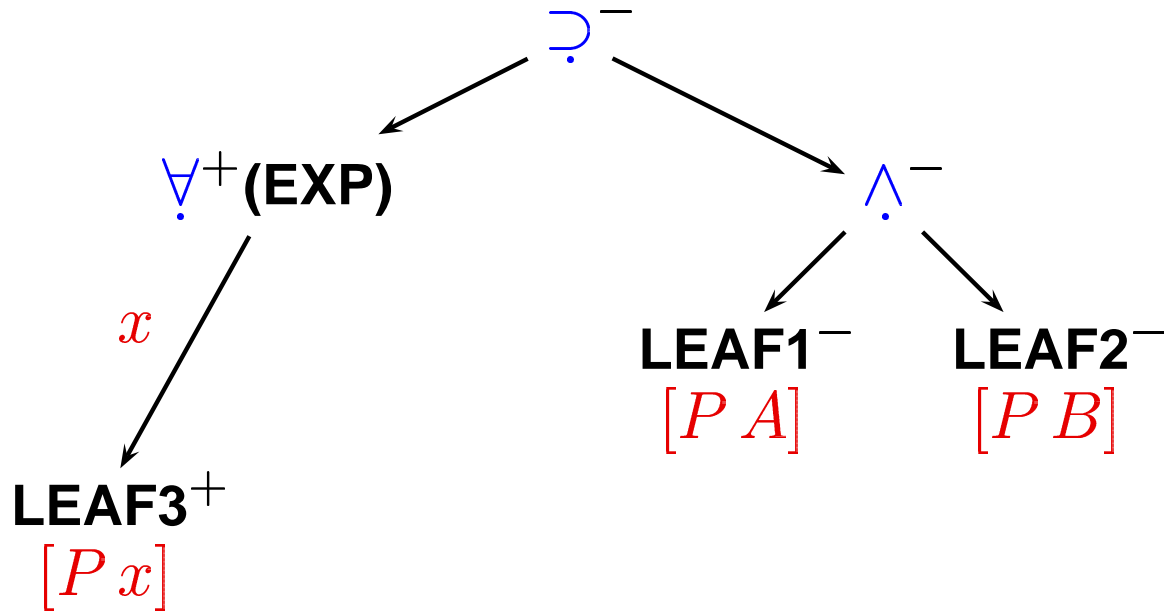 ⊃̣⁻
∀̣⁺(EXP)
∧̣⁻
x
LEAF1⁻
LEAF2⁻
[P A]
[P B]
LEAF3⁺
[P x]